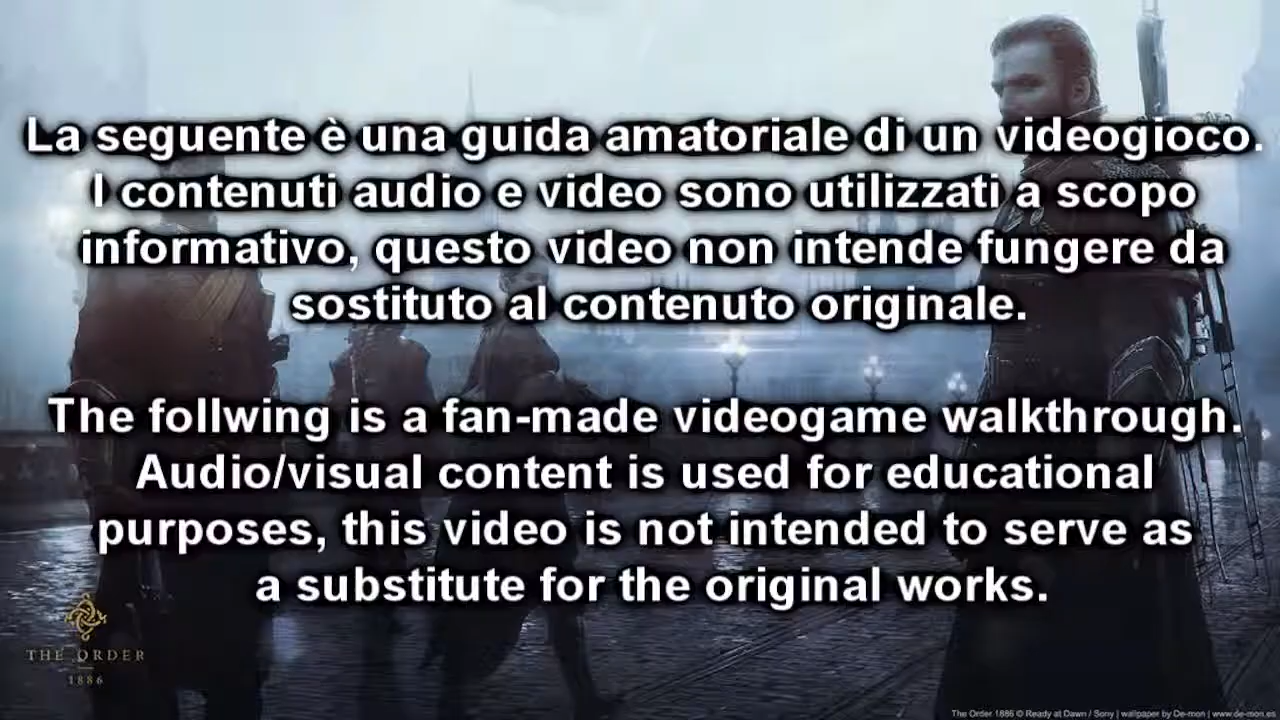 La seguente è una guida amatoriale di un videogioco.
I contenuti audio e video sono utilizzati a scopo
informativo, questo video non intende fungere da
sostituto al contenuto originale.
The follwing is a fan-made videogame walkthrough.
Audio/visual content is used for educational
purposes, this video is not intended to serve as
a substitute for the original works.
THE ORDER
1886
The Order 1886 © Ready at Dawn / Sony | wallpaper by De-mon | www.de-mon.es